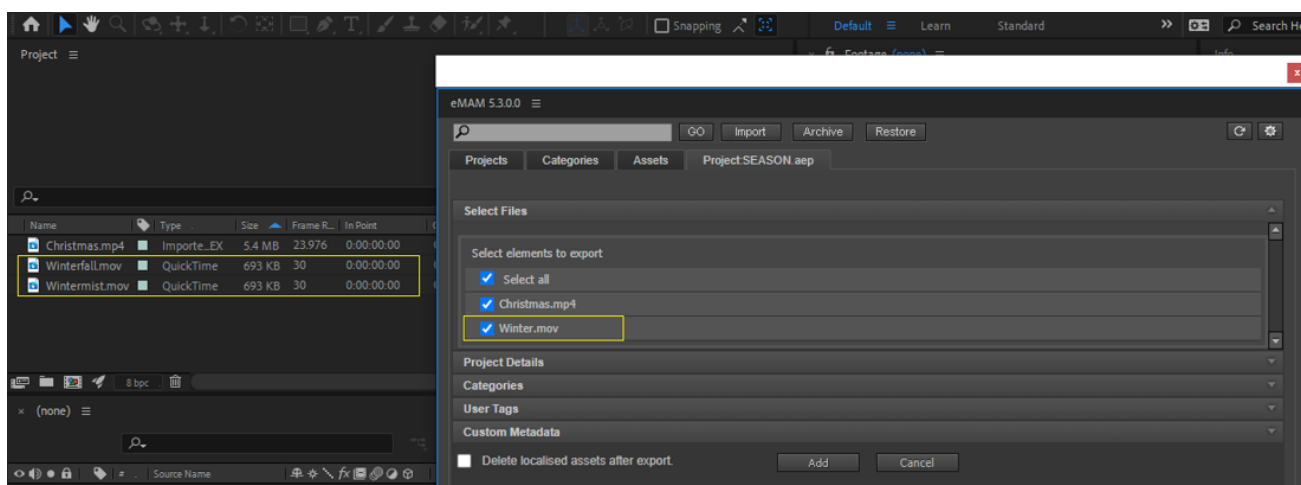 Snapping
Default
Learn
Standard
Search He
Project
Footage (none)
Info
eMAM 5.3.0.0
GO Import Archive Restore
Projects Categories Assets Project:SEASON.aep
Select Files
Name Type Size Frame R... In Point
Christmas.mp4 Importe...EX 5.4 MB 23.976 0:00:00:00
Winterfall.mov QuickTime 693 KB 30 0:00:00:00
Wintermist.mov QuickTime 693 KB 30 0:00:00:00
Select elements to export
Select all
Christmas.mp4
Winter.mov
Project Details
Categories
User Tags
Custom Metadata
8 bpc
(none)
Delete localised assets after export.
Add Cancel
# Source Name